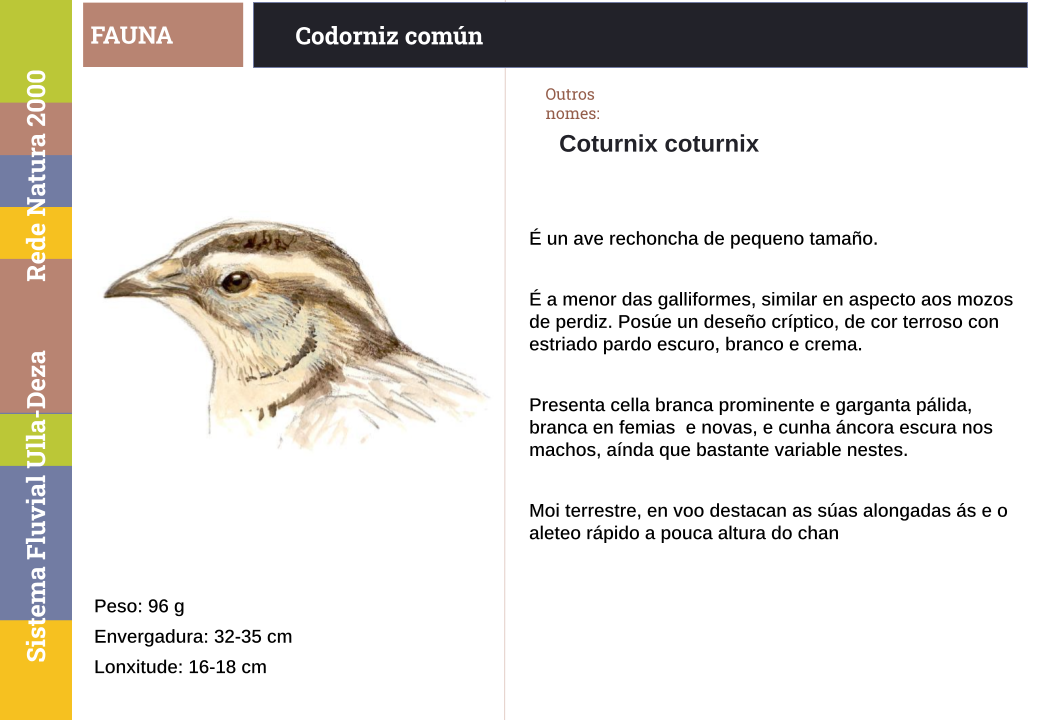 FAUNA
Codorniz común
Rede Natura 2000
Sistema Fluvial Ulla-Deza
Outros
nomes:
Coturnix coturnix
É un ave rechoncha de pequeno tamaño.
É a menor das galliformes, similar en aspecto aos mozos
de perdiz. Posúe un deseño críptico, de cor terroso con
estriado pardo escuro, branco e crema.
Presenta cella branca prominente e garganta pálida,
branca en femias  e novas, e cunha áncora escura nos
machos, aínda que bastante variable nestes.
Moi terrestre, en voo destacan as súas alongadas ás e o
aleteo rápido a pouca altura do chan
Peso: 96 g
Envergadura: 32-35 cm
Lonxitude: 16-18 cm